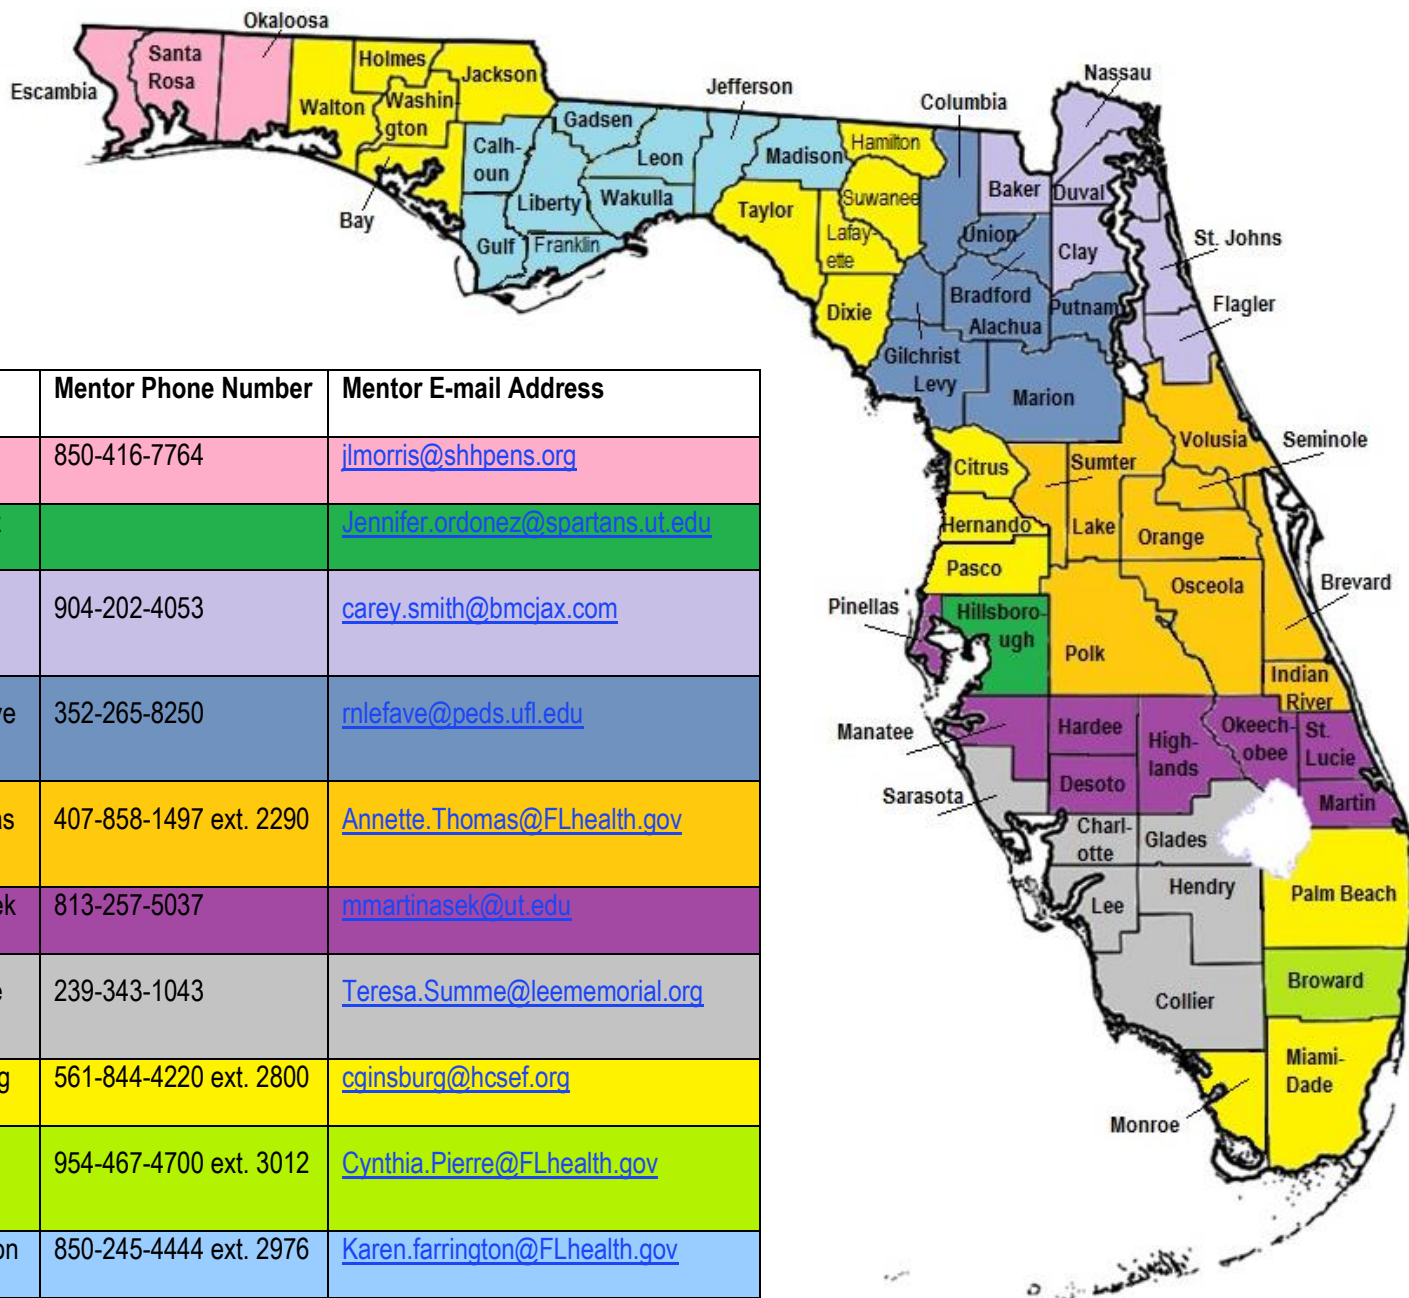 Okaloosa
Santa
Rosa
Escambia
Holmes
Jackson
Walton
Washin-
gton
Bay
Calh-
oun
Gadsen
Leon
Liberty
Wakulla
Gulf
Franklin
Jefferson
Madison
Taylor
Hamilton
Suwanee
Lafay-
ette
Dixie
Columbia
Nassau
Baker
Duval
Union
Clay
St. Johns
Bradford
Putnam
Alachua
Flagler
Gilchrist
Levy
Marion
Volusia
Seminole
Citrus
Sumter
Hernando
Lake
Orange
Pasco
Osceola
Brevard
Pinellas
Hillsboro-
ugh
Polk
Indian
River
Manatee
Hardee
High-
lands
Okeech-
obee
St.
Lucie
Sarasota
Desoto
Martin
Charl-
otte
Glades
Hendry
Lee
Palm Beach
Collier
Broward
Miami-
Dade
Monroe
Mentor Phone Number Mentor E-mail Address
850-416-7764 jlmorris@shhpens.org
Jennifer.ordonez@spartans.ut.edu
904-202-4053 carey.smith@bmcjax.com
ve 352-265-8250 rnlefave@peds.ufl.edu
as 407-858-1497 ext. 2290 Annette.Thomas@FLhealth.gov
ek 813-257-5037 mmartinasek@ut.edu
e 239-343-1043 Teresa.Summe@leememorial.org
g 561-844-4220 ext. 2800 cginsburg@hcsef.org
954-467-4700 ext. 3012 Cynthia.Pierre@FLhealth.gov
on 850-245-4444 ext. 2976 Karen.farrington@FLhealth.gov